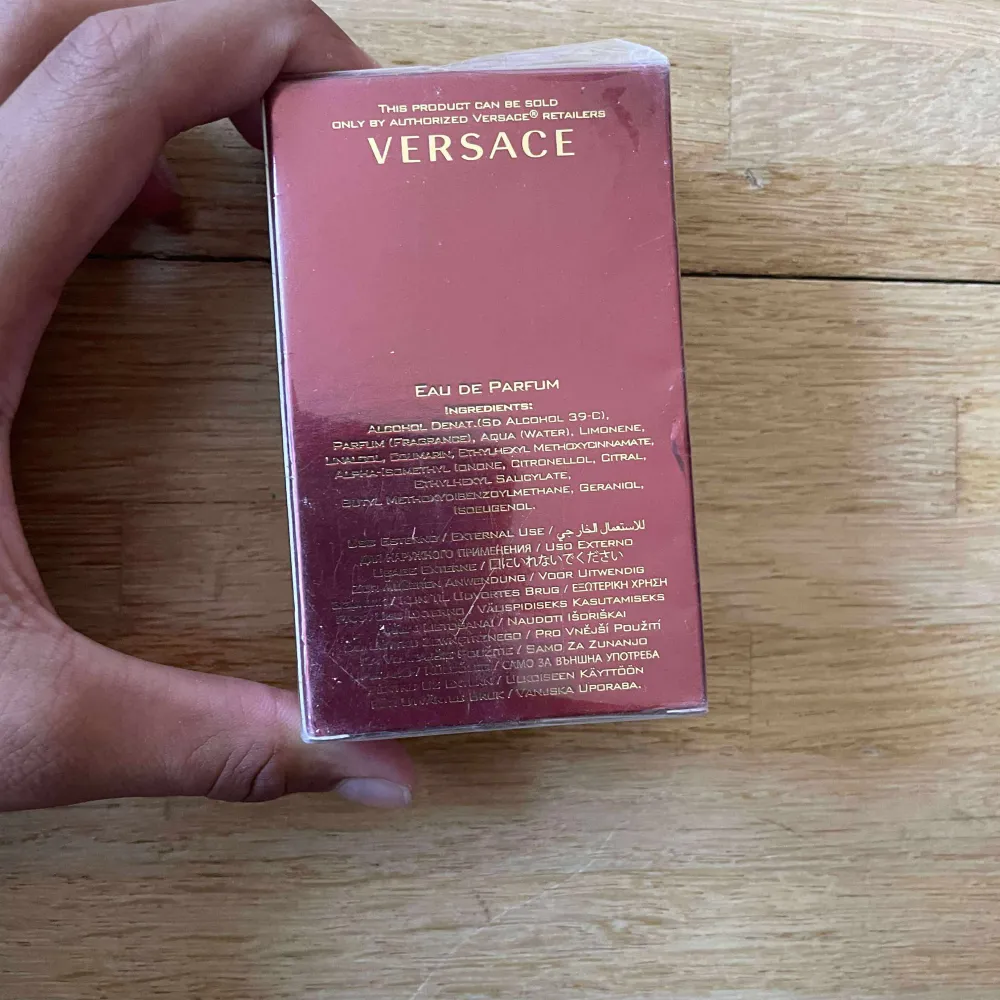 THIS PRODUCT CAN BE SOLD
ONLY BY AUTHORIZED VERSACE® RETAILERS
VERSACE
EAU DE PARFUM
INGREDIENTS:
ALCOHOL DENAT.(SD ALCOHOL 39-C),
PARFUM (FRAGRANCE), AQUA (WATER), LIMONENE,
LINALOOL, COUMARIN, ETHYLHEXYL METHOXYCINNAMATE,
ALPHA-ISOMETHYL IONONE, CITRONELLOL, CITRAL,
ETHYLHEXYL SALICYLATE,
BUTYL METHOXYDIBENZOYLMETHANE, GERANIOL,
ISOEUGENOL.
USO ESTERNO / EXTERNAL USE / للاستعمال الخارجي
ДЛЯ НАРУЖНОГО ПРИМЕНЕНИЯ / USO EXTERNO
USAGE EXTERNE / 口にいれないでください
ANWENDUNG / VOOR UITWENDIG
UDVORTES BRUG / ΕΞΩΤΕΡΙΚΗ ΧΡΗΣΗ
/ VÄLISPIDISEKS KASUTAMISEKS
/ NAUDOTI IŠORIŠKAI
/ PRO VNĚJŠÍ POUŽITÍ
/ SAMO ZA ZUNANJO
/ САМО ЗА ВЪНШНА УПОТРЕБА
/ ULKOISEEN KÄYTTÖÖN
BRUK / VANJSKA UPORABA.